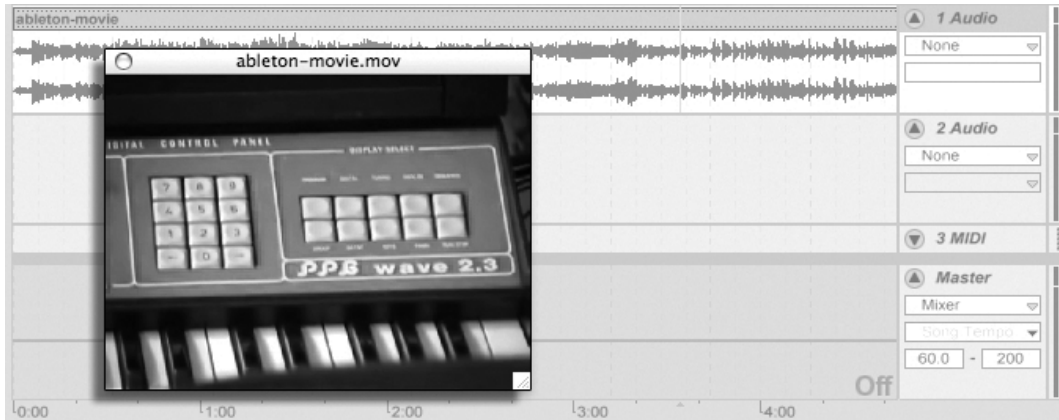 ableton-movie
1 Audio
None
ableton-movie.mov
DIGITAL CONTROL PANEL
DISPLAY SELECT
7 8 9
4 5 6
1 2 3
0
PPG wave 2.3
2 Audio
None
3 MIDI
Master
Mixer
Song Tempo
60.0 - 200
Off
0:00 1:00 2:00 3:00 4:00